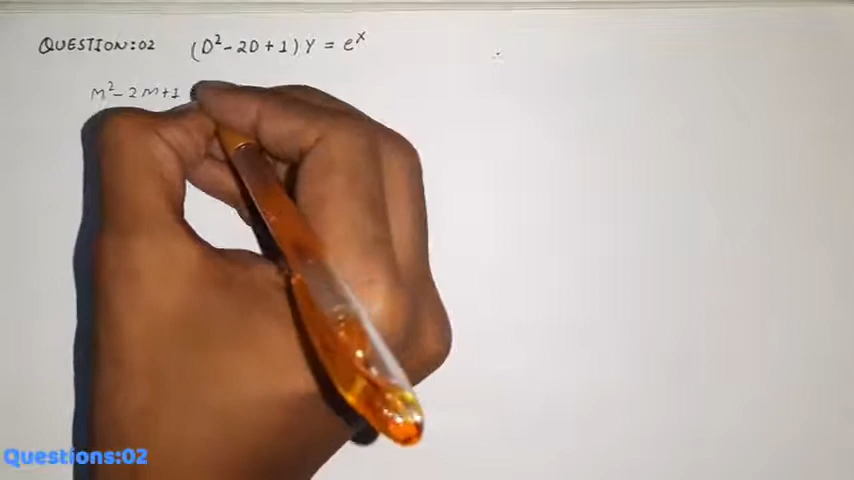 QUESTION:02 (D²-2D+1)Y = eˣ
m²-2m+1
Questions:02